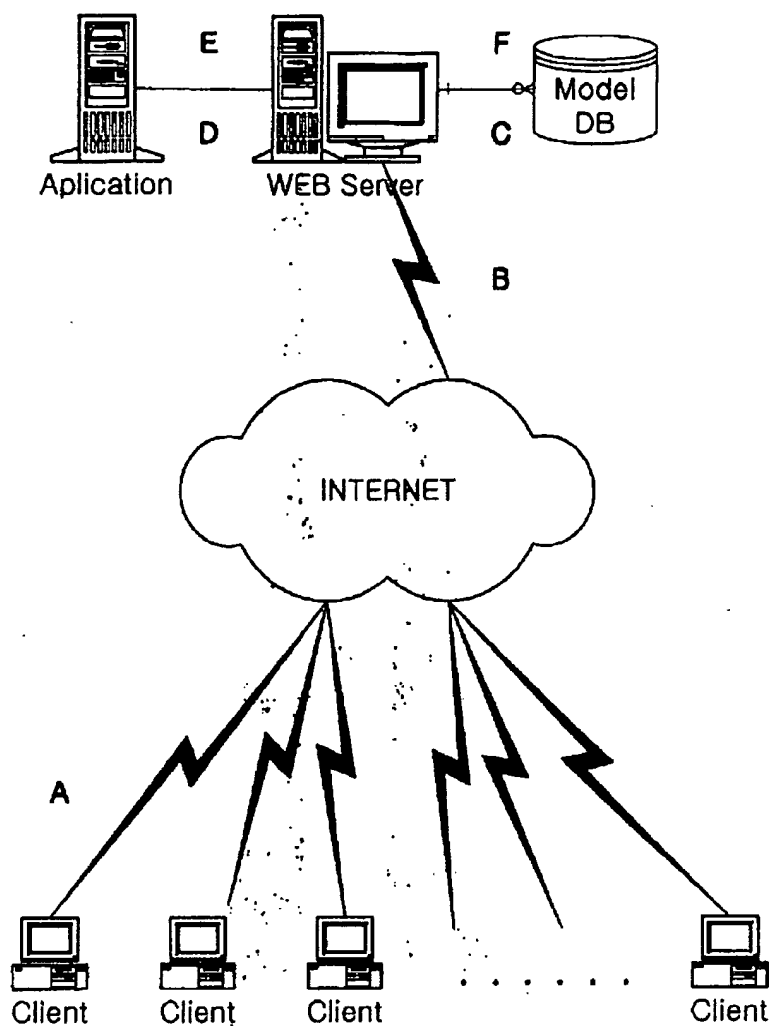 E
F
Model
DB
D
C
Aplication
WEB Server
B
INTERNET
A
Client
Client
Client
. . . . . .
Client